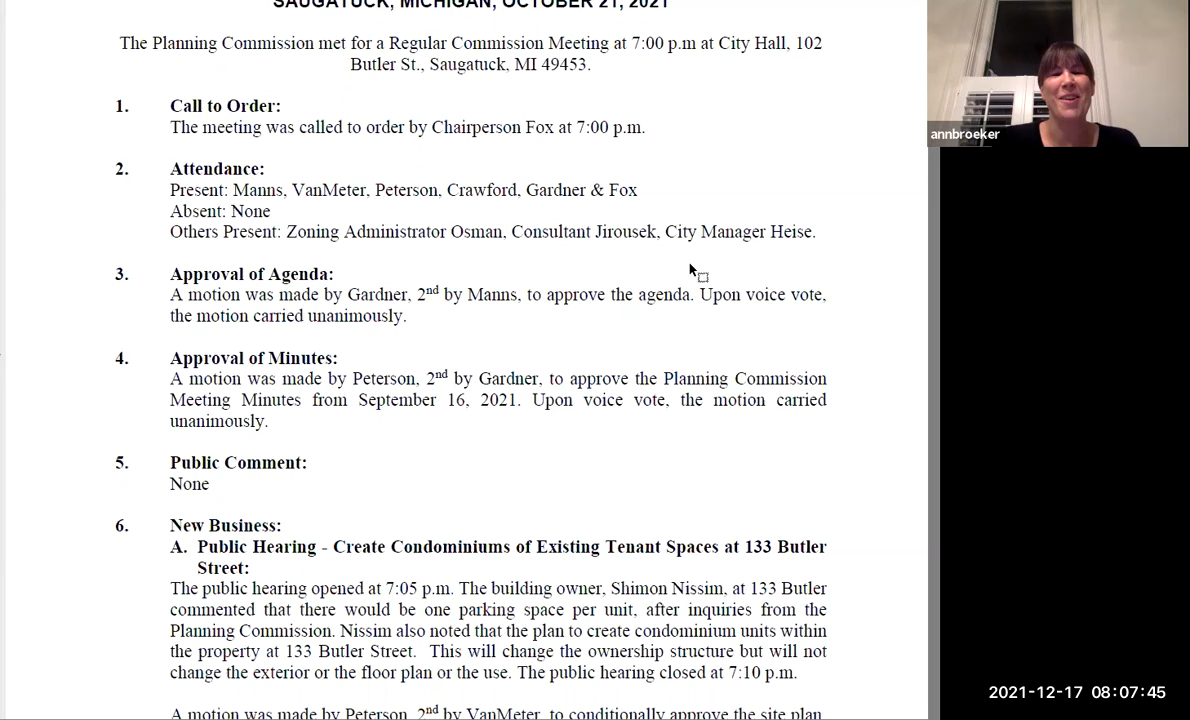 SAUGATUCK, MICHIGAN, OCTOBER 21, 2021
The Planning Commission met for a Regular Commission Meeting at 7:00 p.m at City Hall, 102
Butler St., Saugatuck, MI 49453.
1. Call to Order:
The meeting was called to order by Chairperson Fox at 7:00 p.m.
2. Attendance:
Present: Manns, VanMeter, Peterson, Crawford, Gardner & Fox
Absent: None
Others Present: Zoning Administrator Osman, Consultant Jirousek, City Manager Heise.
3. Approval of Agenda:
A motion was made by Gardner, 2nd by Manns, to approve the agenda. Upon voice vote,
the motion carried unanimously.
4. Approval of Minutes:
A motion was made by Peterson, 2nd by Gardner, to approve the Planning Commission
Meeting Minutes from September 16, 2021. Upon voice vote, the motion carried
unanimously.
5. Public Comment:
None
6. New Business:
A. Public Hearing - Create Condominiums of Existing Tenant Spaces at 133 Butler
Street:
The public hearing opened at 7:05 p.m. The building owner, Shimon Nissim, at 133 Butler
commented that there would be one parking space per unit, after inquiries from the
Planning Commission. Nissim also noted that the plan to create condominium units within
the property at 133 Butler Street. This will change the ownership structure but will not
change the exterior or the floor plan or the use. The public hearing closed at 7:10 p.m.
A motion was made by Peterson, 2nd by VanMeter, to conditionally approve the site plan
annbroeker
2021-12-17 08:07:45